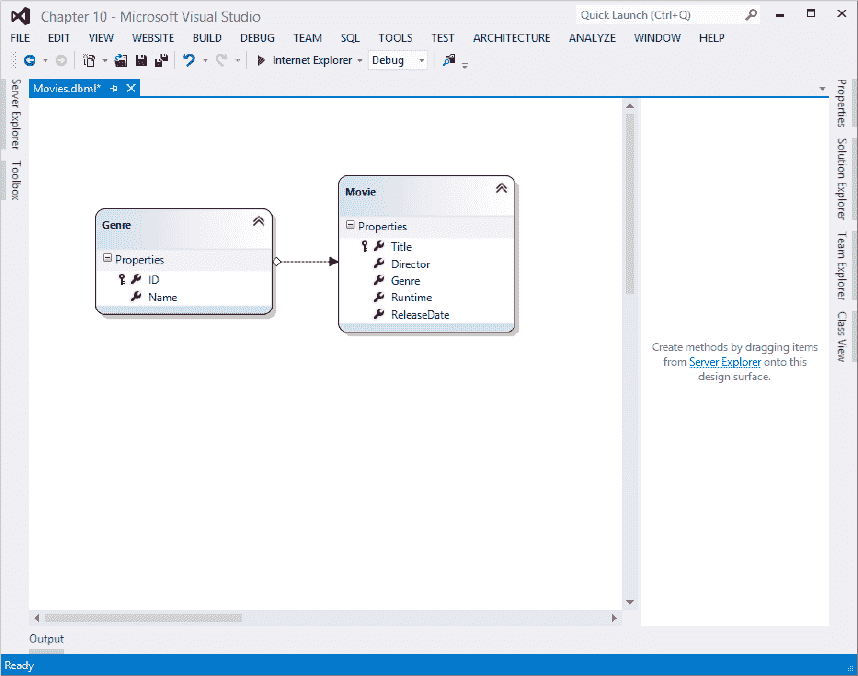 Chapter 10 - Microsoft Visual Studio
Quick Launch (Ctrl+Q)
FILE EDIT VIEW WEBSITE BUILD DEBUG TEAM SQL TOOLS TEST ARCHITECTURE ANALYZE WINDOW HELP
Internet Explorer Debug
Server Explorer
Toolbox
Movies.dbml*
Genre
Properties
ID
Name
Movie
Properties
Title
Director
Genre
Runtime
ReleaseDate
Create methods by dragging items
from Server Explorer onto this
design surface.
Properties
Solution Explorer
Team Explorer
Class View
Output
Ready